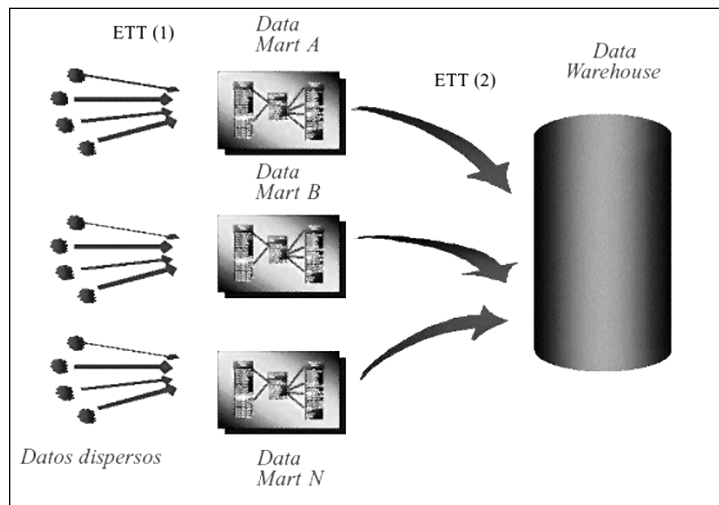 ETT (1)
Data
Mart A
ETT (2)
Data
Warehouse
Data
Mart B
Datos dispersos
Data
Mart N